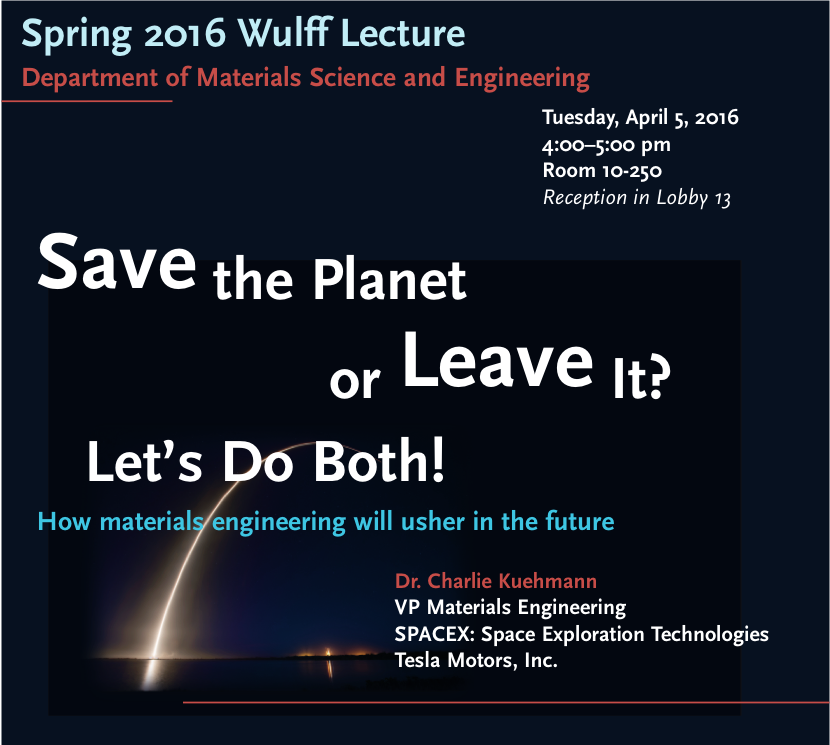 Spring 2016 Wulff Lecture
Department of Materials Science and Engineering
Tuesday, April 5, 2016
4:00–5:00 pm
Room 10-250
Reception in Lobby 13
Save the Planet
or Leave It?
Let's Do Both!
How materials engineering will usher in the future
Dr. Charlie Kuehmann
VP Materials Engineering
SPACEX: Space Exploration Technologies
Tesla Motors, Inc.